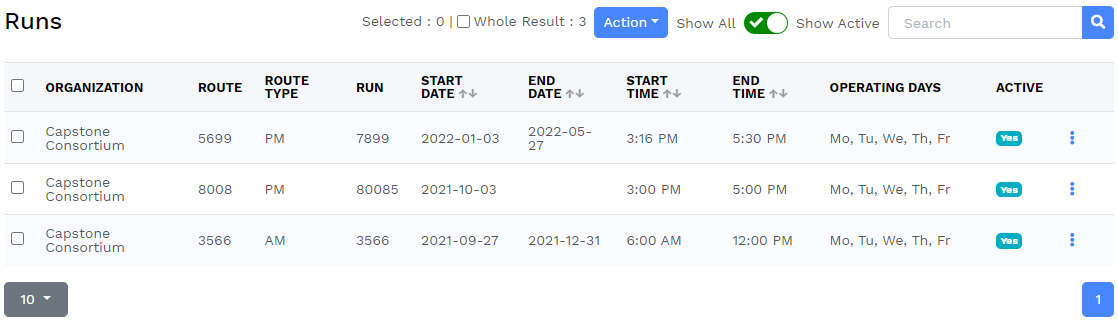 Runs
Selected : 0 | Whole Result : 3 Action Show All Show Active Search
ORGANIZATION ROUTE ROUTE TYPE RUN START DATE END DATE START TIME END TIME OPERATING DAYS ACTIVE
Capstone Consortium 5699 PM 7899 2022-01-03 2022-05-27 3:16 PM 5:30 PM Mo, Tu, We, Th, Fr Yes
Capstone Consortium 8008 PM 80085 2021-10-03 3:00 PM 5:00 PM Mo, Tu, We, Th, Fr Yes
Capstone Consortium 3566 AM 3566 2021-09-27 2021-12-31 6:00 AM 12:00 PM Mo, Tu, We, Th, Fr Yes
10 1